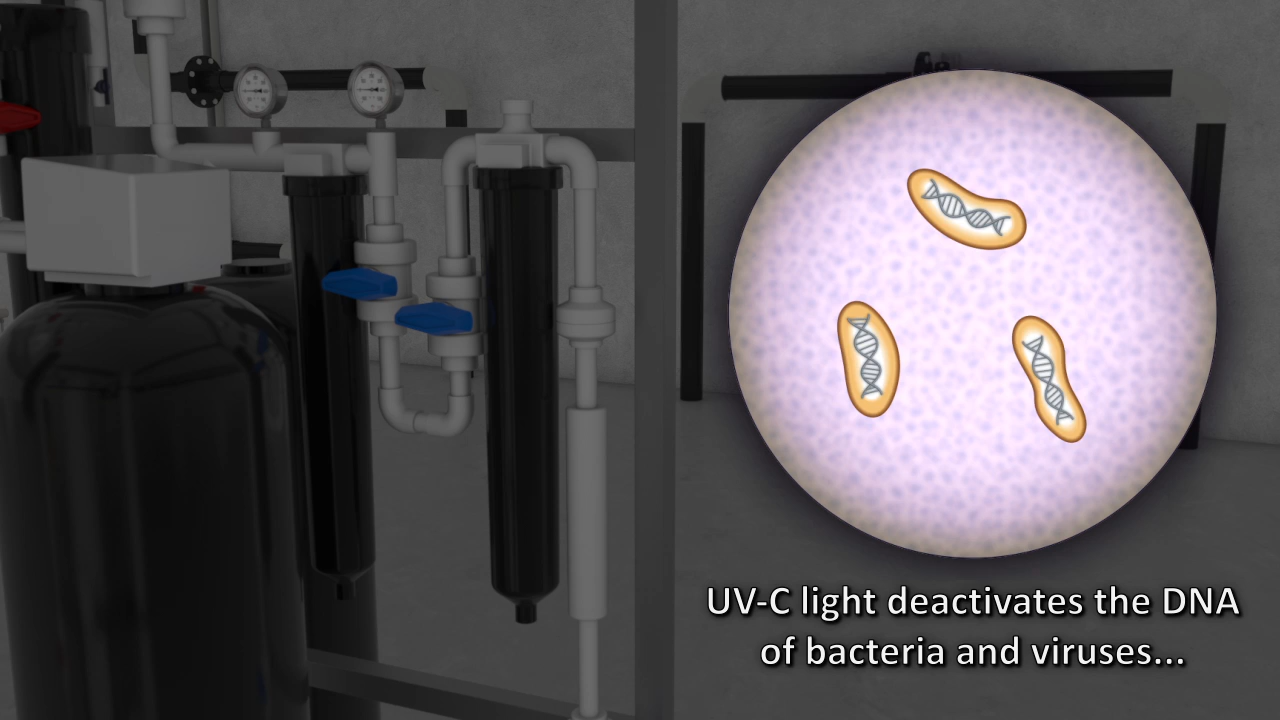 UV-C light deactivates the DNA
of bacteria and viruses...